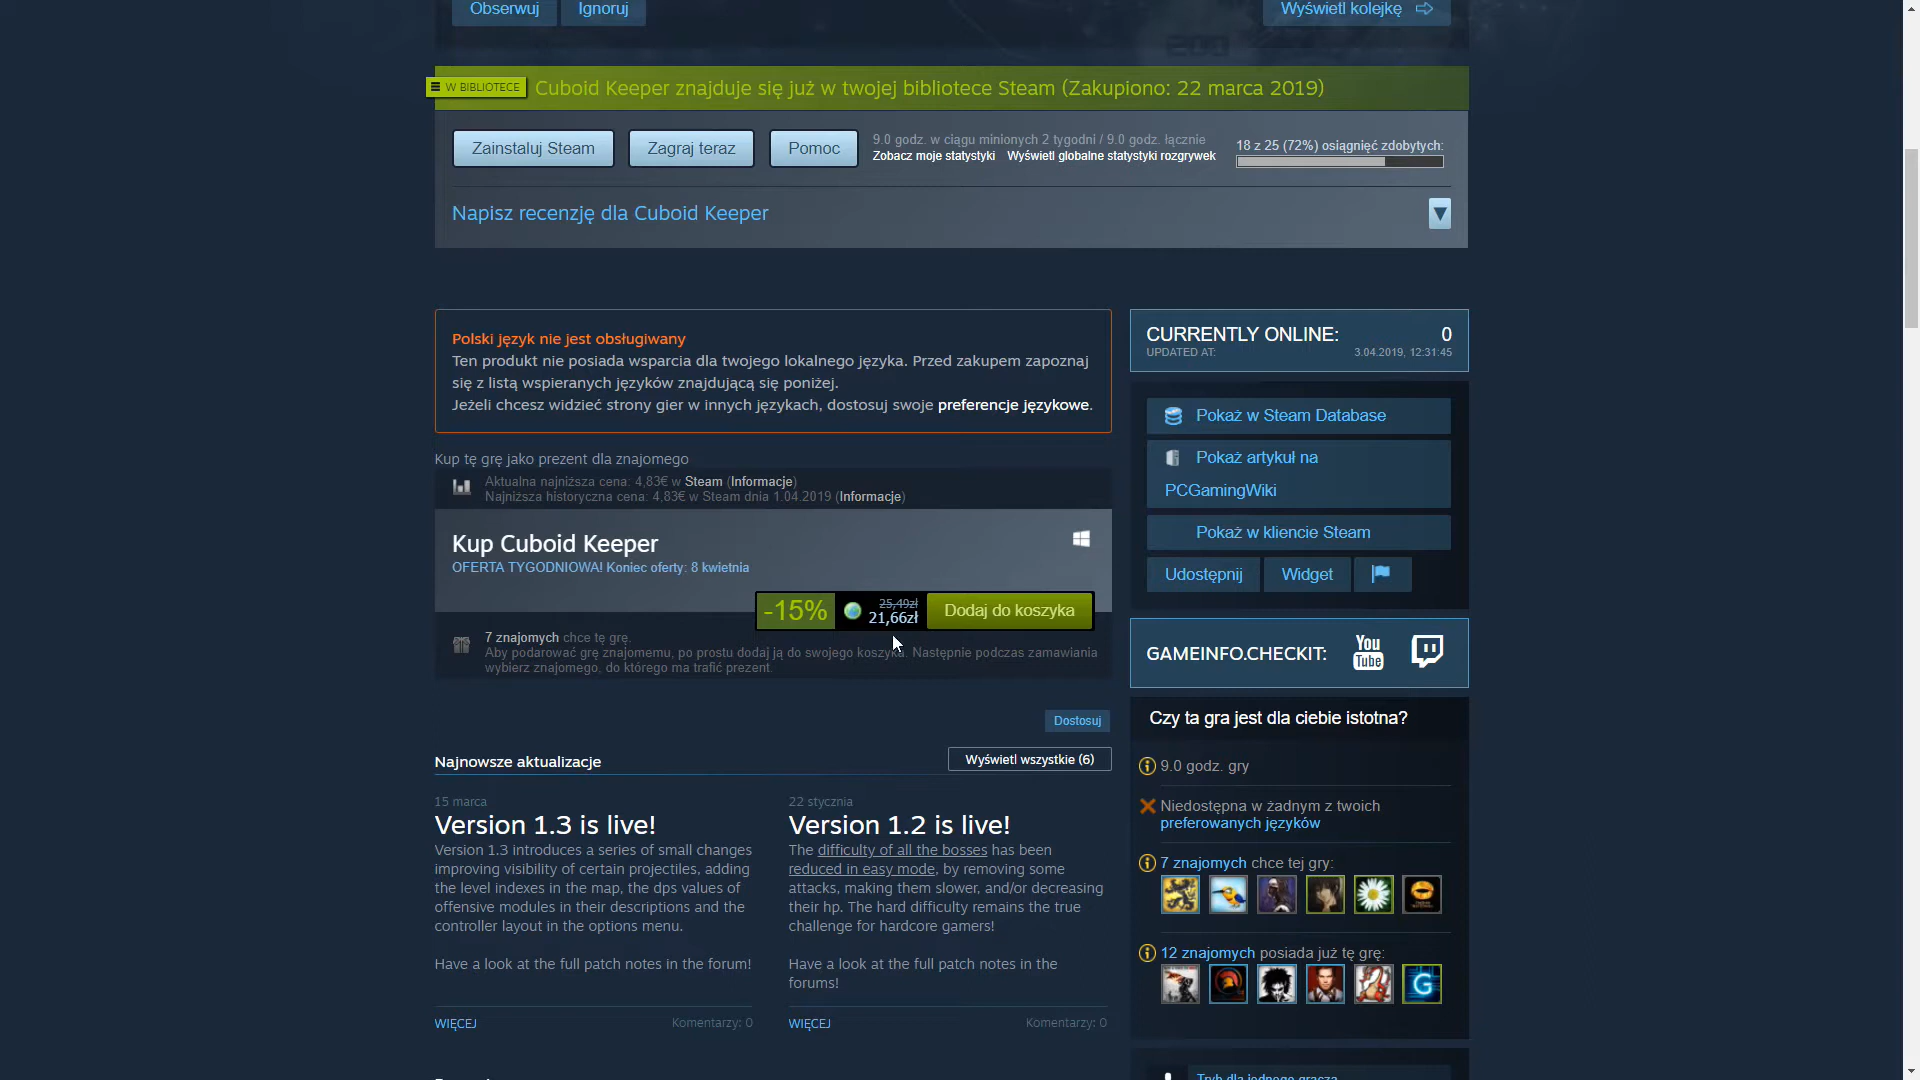 Obserwuj
Ignoruj
Wyświetl kolejkę
W BIBLIOTECE
Cuboid Keeper znajduje się już w twojej bibliotece Steam (Zakupiono: 22 marca 2019)
Zainstaluj Steam
Zagraj teraz
Pomoc
9.0 godz. w ciągu minionych 2 tygodni / 9.0 godz. łącznie
Zobacz moje statystyki
Wyświetl globalne statystyki rozgrywek
18 z 25 (72%) osiągnięć zdobytych:
Napisz recenzję dla Cuboid Keeper
Polski język nie jest obsługiwany
Ten produkt nie posiada wsparcia dla twojego lokalnego języka. Przed zakupem zapoznaj
się z listą wspieranych języków znajdującą się poniżej.
Jeżeli chcesz widzieć strony gier w innych językach, dostosuj swoje preferencje językowe.
Kup tę grę jako prezent dla znajomego
Aktualna najniższa cena: 4,83€ w Steam (Informacje)
Najniższa historyczna cena: 4,83€ w Steam dnia 1.04.2019 (Informacje)
Kup Cuboid Keeper
OFERTA TYGODNIOWA! Koniec oferty: 8 kwietnia
-15%
25,49zł
21,66zł
Dodaj do koszyka
7 znajomych chce tę grę.
Aby podarować grę znajomemu, po prostu dodaj ją do swojego koszyka. Następnie podczas zamawiania
wybierz znajomego, do którego ma trafić prezent.
Dostosuj
Najnowsze aktualizacje
Wyświetl wszystkie (6)
15 marca
Version 1.3 is live!
Version 1.3 introduces a series of small changes
improving visibility of certain projectiles, adding
the level indexes in the map, the dps values of
offensive modules in their descriptions and the
controller layout in the options menu.
Have a look at the full patch notes in the forum!
WIĘCEJ
Komentarzy: 0
22 stycznia
Version 1.2 is live!
The difficulty of all the bosses has been
reduced in easy mode, by removing some
attacks, making them slower, and/or decreasing
their hp. The hard difficulty remains the true
challenge for hardcore gamers!
Have a look at the full patch notes in the
forums!
WIĘCEJ
Komentarzy: 0
CURRENTLY ONLINE:
0
UPDATED AT:
3.04.2019, 12:31:45
Pokaż w Steam Database
Pokaż artykuł na
PCGamingWiki
Pokaż w kliencie Steam
Udostępnij
Widget
GAMEINFO.CHECKIT:
You
Tube
Czy ta gra jest dla ciebie istotna?
9.0 godz. gry
Niedostępna w żadnym z twoich
preferowanych języków
7 znajomych chce tej gry:
12 znajomych posiada już tę grę:
G
Tryb dla jednego gracza